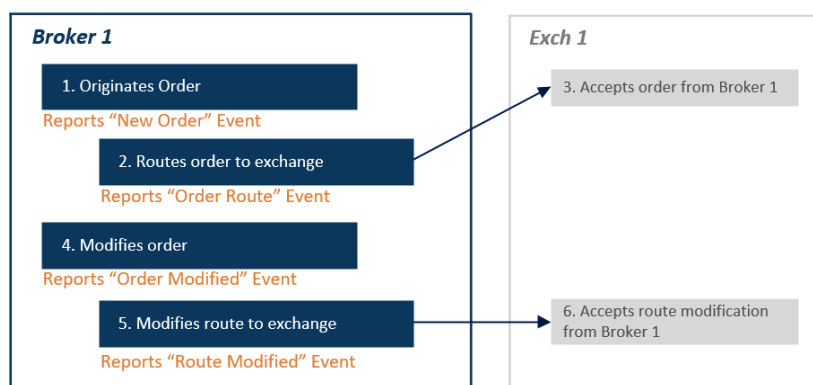 Broker 1
Exch 1
1. Originates Order
Reports “New Order” Event
2. Routes order to exchange
Reports “Order Route” Event
3. Accepts order from Broker 1
4. Modifies order
Reports “Order Modified” Event
5. Modifies route to exchange
Reports “Route Modified” Event
6. Accepts route modification
from Broker 1